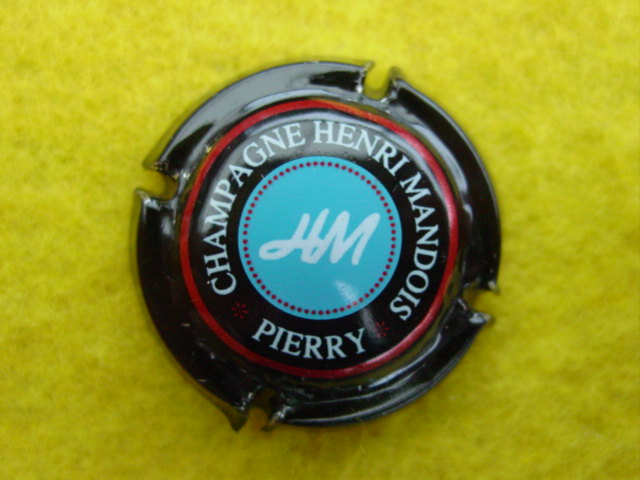 CHAMPAGNE HENRI MANDOIS
* PIERRY *
HM